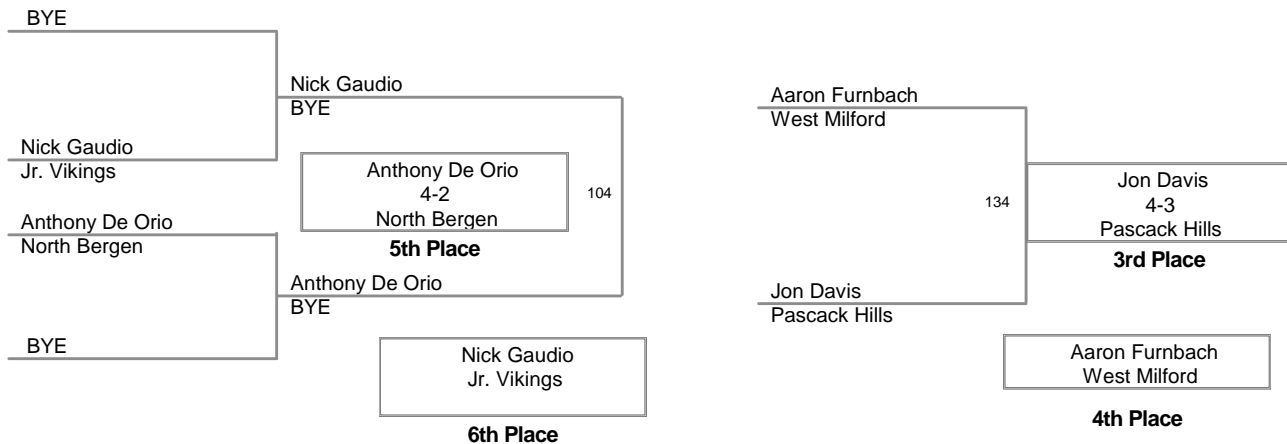 BYE
Nick Gaudio
BYE
Nick Gaudio
Jr. Vikings
Anthony De Orio
4-2
North Bergen
5th Place
104
Anthony De Orio
North Bergen
Anthony De Orio
BYE
BYE
Nick Gaudio
Jr. Vikings
6th Place
Aaron Furnbach
West Milford
134
Jon Davis
4-3
Pascack Hills
3rd Place
Jon Davis
Pascack Hills
Aaron Furnbach
West Milford
4th Place